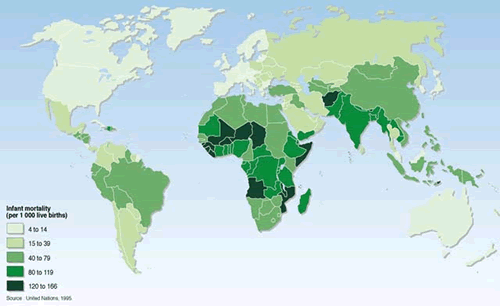 Infant mortality
(per 1 000 live births)
4 to 14
15 to 39
40 to 79
80 to 119
120 to 166
Source : United Nations, 1995